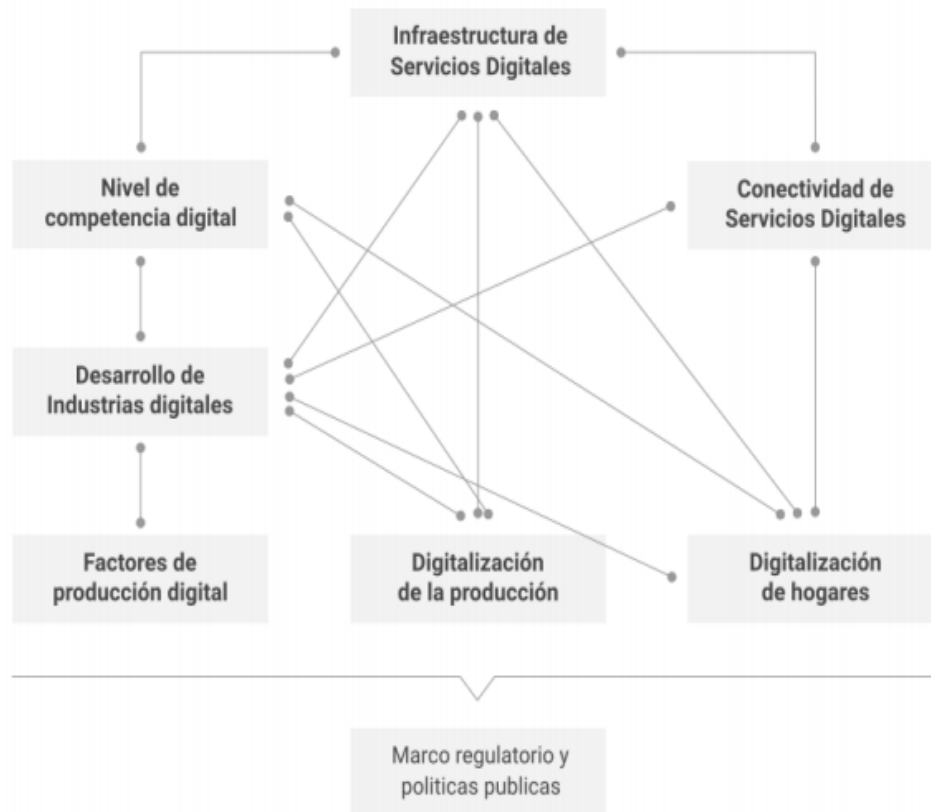 Infraestructura de
Servicios Digitales
Nivel de
competencia digital
Conectividad de
Servicios Digitales
Desarrollo de
Industrias digitales
Factores de
producción digital
Digitalización
de la producción
Digitalización
de hogares
Marco regulatorio y
politicas publicas